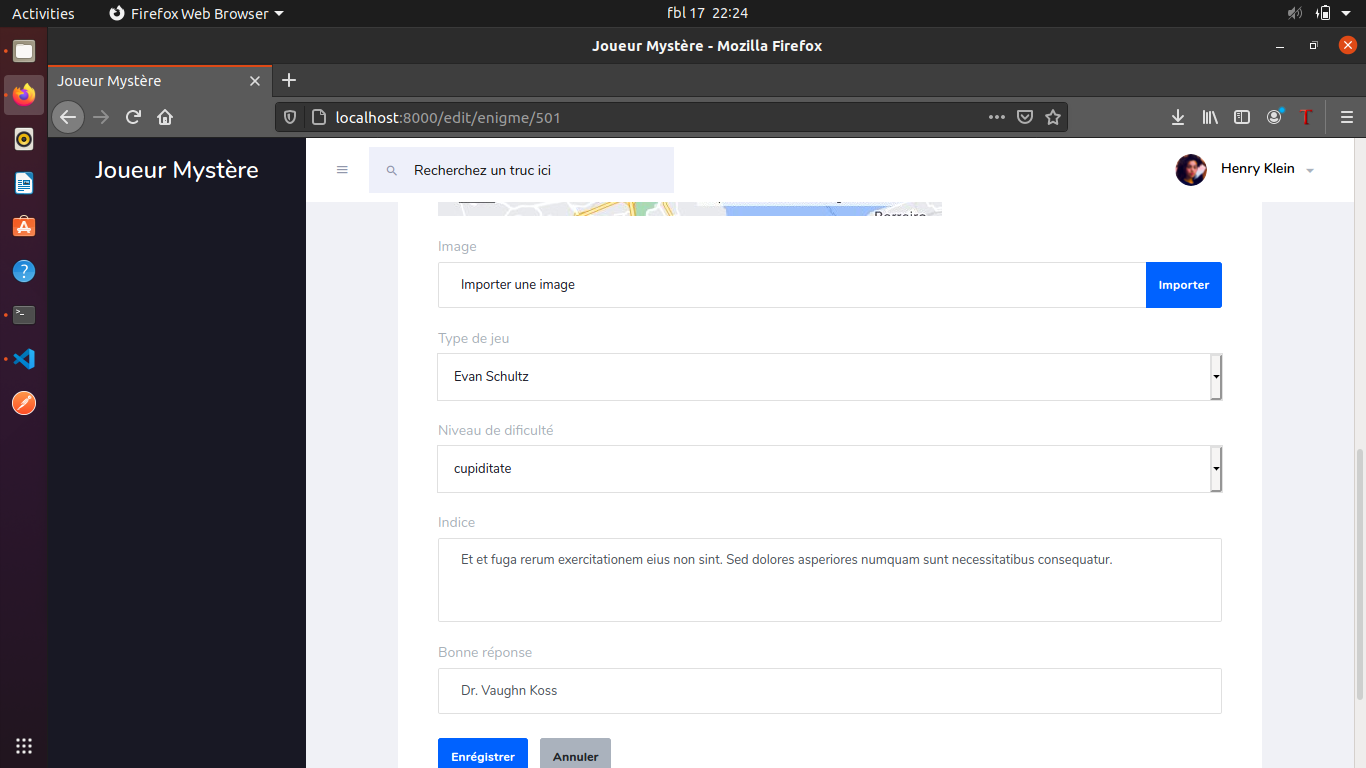 Activities Firefox Web Browser fbl 17 22:24
Joueur Mystère - Mozilla Firefox
Joueur Mystère
localhost:8000/edit/enigme/501
Joueur Mystère
Recherchez un truc ici
Henry Klein
Image
Importer une image Importer
Type de jeu
Evan Schultz
Niveau de dificulté
cupiditate
Indice
Et et fuga rerum exercitationem eius non sint. Sed dolores asperiores numquam sunt necessitatibus consequatur.
Bonne réponse
Dr. Vaughn Koss
Enrégistrer Annuler